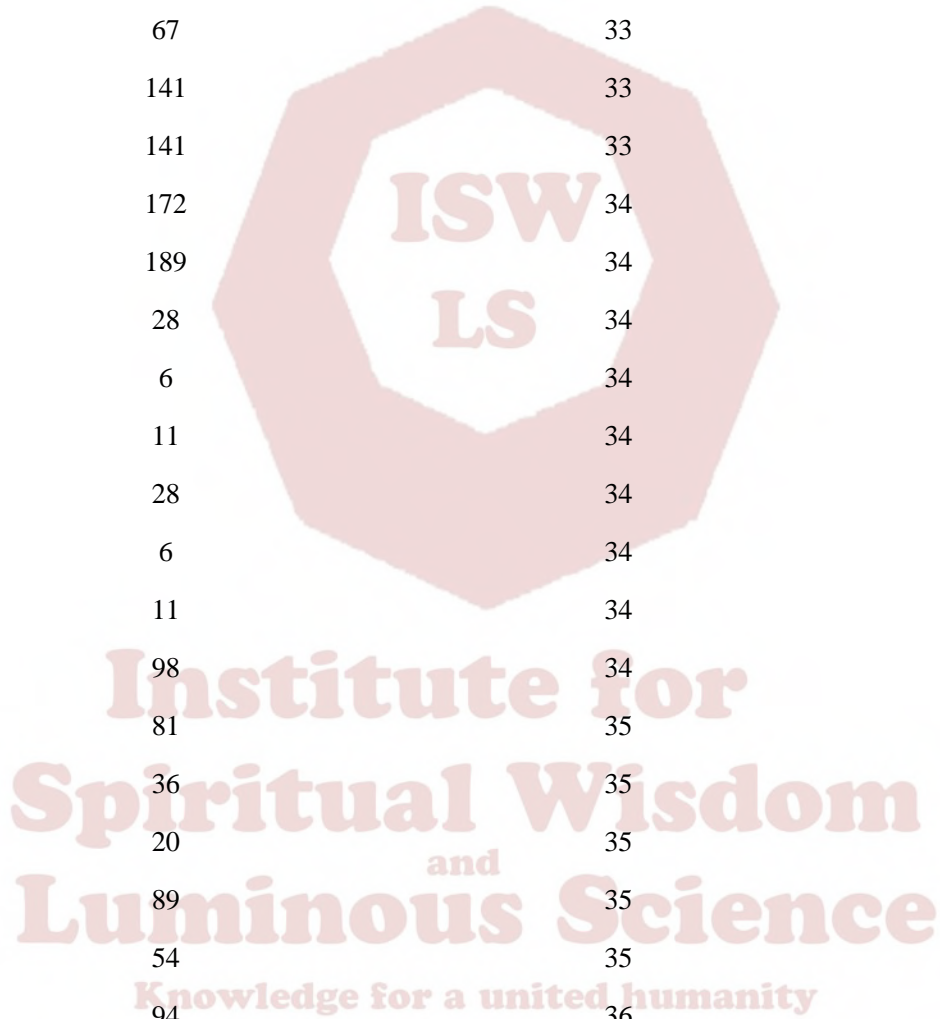 67 33
141 33
141 33
172 34
189 34
28 34
6 34
11 34
28 34
6 34
11 34
98 34
81 35
36 35
20 35
89 35
54 35
94 36
ISW
LS
Institute for
Spiritual Wisdom
and
Luminous Science
Knowledge for a united humanity